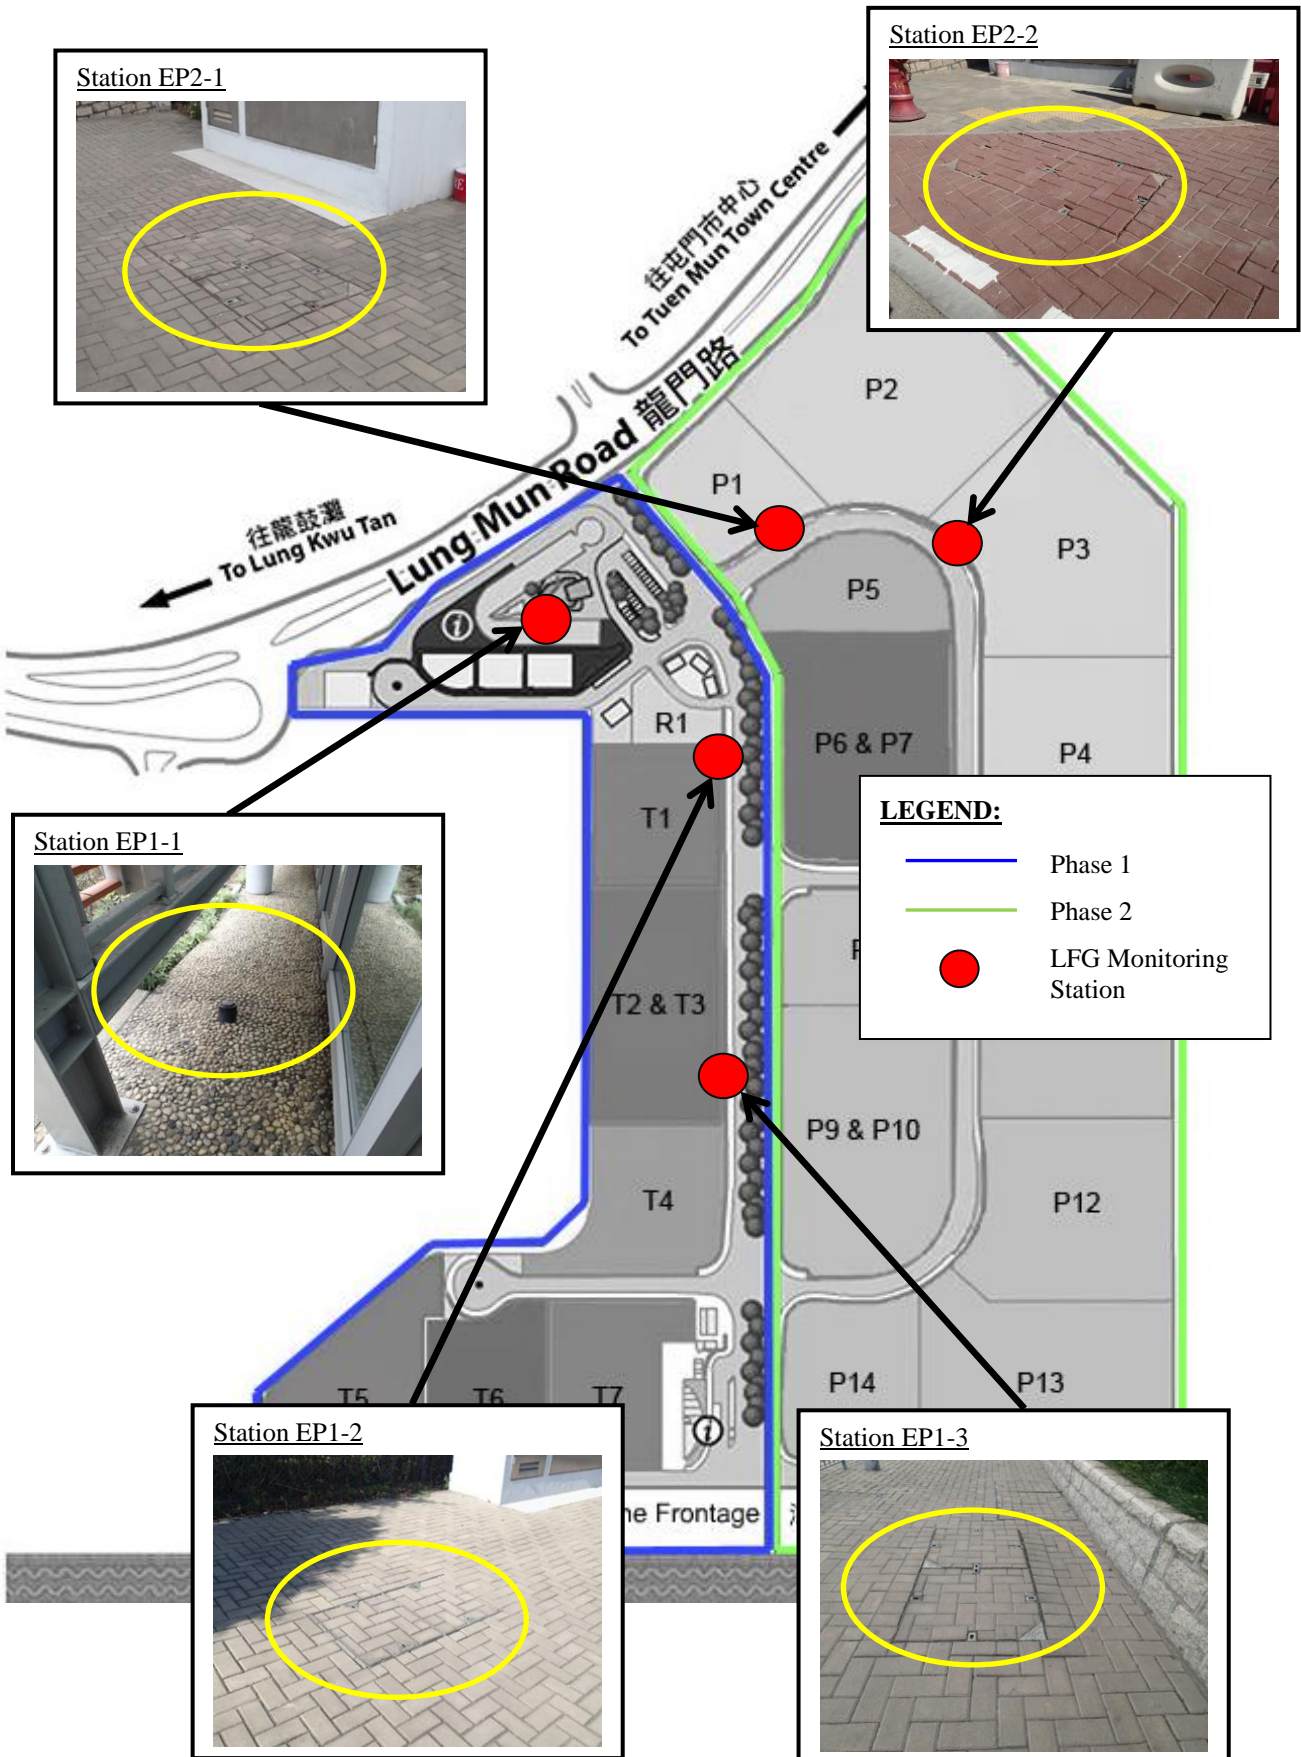 Station EP2-1
Station EP2-2
往屯門市中心
To Tuen Mun Town Centre
Lung Mun Road 龍門路
往龍鼓灘
To Lung Kwu Tan
P1
P2
P3
P5
P4
P6 & P7
R1
T1
T2 & T3
T4
P9 & P10
P12
P14
P13
T5
T6
T7
LEGEND:
Phase 1
Phase 2
LFG Monitoring
Station
Station EP1-1
Station EP1-2
Station EP1-3
Frontage